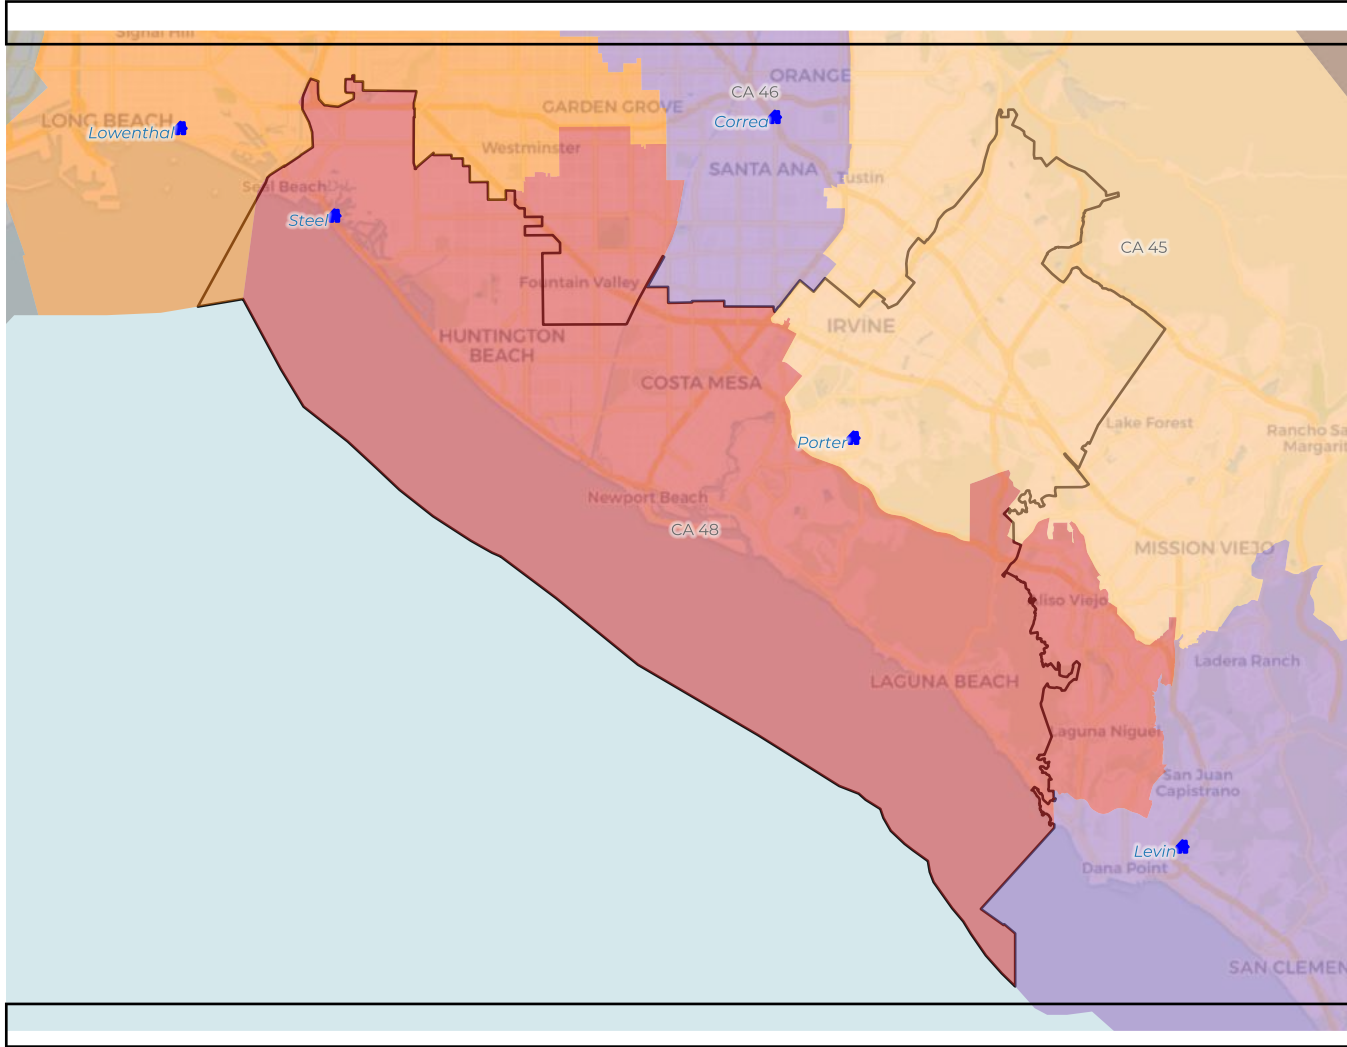 Signal Hill
ORANGE
CA 46
GARDEN GROVE
LONG BEACH
Lowenthal
Correa
Westminster
SANTA ANA
Tustin
Seal Beach
Steel
CA 45
Fountain Valley
IRVINE
HUNTINGTON
BEACH
COSTA MESA
Lake Forest
Rancho Sa
Margarit
Porter
Newport Beach
CA 48
MISSION VIEJO
Aliso Viejo
Ladera Ranch
LAGUNA BEACH
Laguna Niguel
San Juan
Capistrano
Levin
Dana Point
SAN CLEMEN